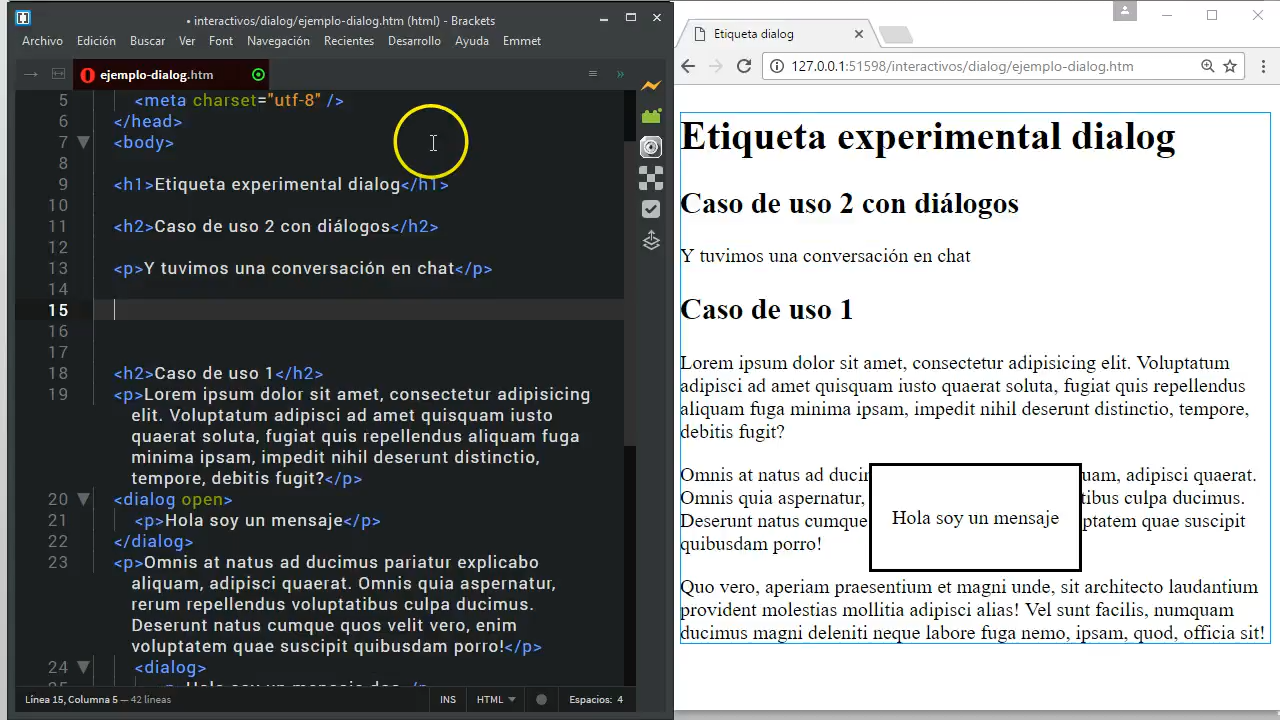 • interactivos/dialog/ejemplo-dialog.htm (html) - Brackets
Archivo Edición Buscar Ver Font Navegación Recientes Desarrollo Ayuda Emmet
ejemplo-dialog.htm
5 <meta charset="utf-8" />
6 </head>
7 <body>
8
9 <h1>Etiqueta experimental dialog</h1>
10
11 <h2>Caso de uso 2 con diálogos</h2>
12
13 <p>Y tuvimos una conversación en chat</p>
14
15
16
17
18 <h2>Caso de uso 1</h2>
19 <p>Lorem ipsum dolor sit amet, consectetur adipisicing
elit. Voluptatum adipisci ad amet quisquam iusto
quaerat soluta, fugiat quis repellendus aliquam fuga
minima ipsam, impedit nihil deserunt distinctio,
tempore, debitis fugit?</p>
20 <dialog open>
21 <p>Hola soy un mensaje</p>
22 </dialog>
23 <p>Omnis at natus ad ducimus pariatur explicabo
aliquam, adipisci quaerat. Omnis quia aspernatur,
rerum repellendus voluptatibus culpa ducimus.
Deserunt natus cumque quos velit vero, enim
voluptatem quae suscipit quibusdam porro!</p>
24 <dialog>
Línea 15, Columna 5 — 42 líneas INS HTML Espacios: 4
Etiqueta dialog
127.0.0.1:51598/interactivos/dialog/ejemplo-dialog.htm
Etiqueta experimental dialog
Caso de uso 2 con diálogos
Y tuvimos una conversación en chat
Caso de uso 1
Lorem ipsum dolor sit amet, consectetur adipisicing elit. Voluptatum
adipisci ad amet quisquam iusto quaerat soluta, fugiat quis repellendus
aliquam fuga minima ipsam, impedit nihil deserunt distinctio, tempore,
debitis fugit?
Omnis at natus ad quam, adipisci quaerat.
Omnis quia aspernatur, culpa ducimus.
Hola soy un mensaje
Deserunt natus cumque quae suscipit
quibusdam porro!
Quo vero, aperiam praesentium et magni unde, sit architecto laudantium
provident molestias mollitia adipisci alias! Vel sunt facilis, numquam
ducimus magni deleniti neque labore fuga nemo, ipsam, quod, officia sit!